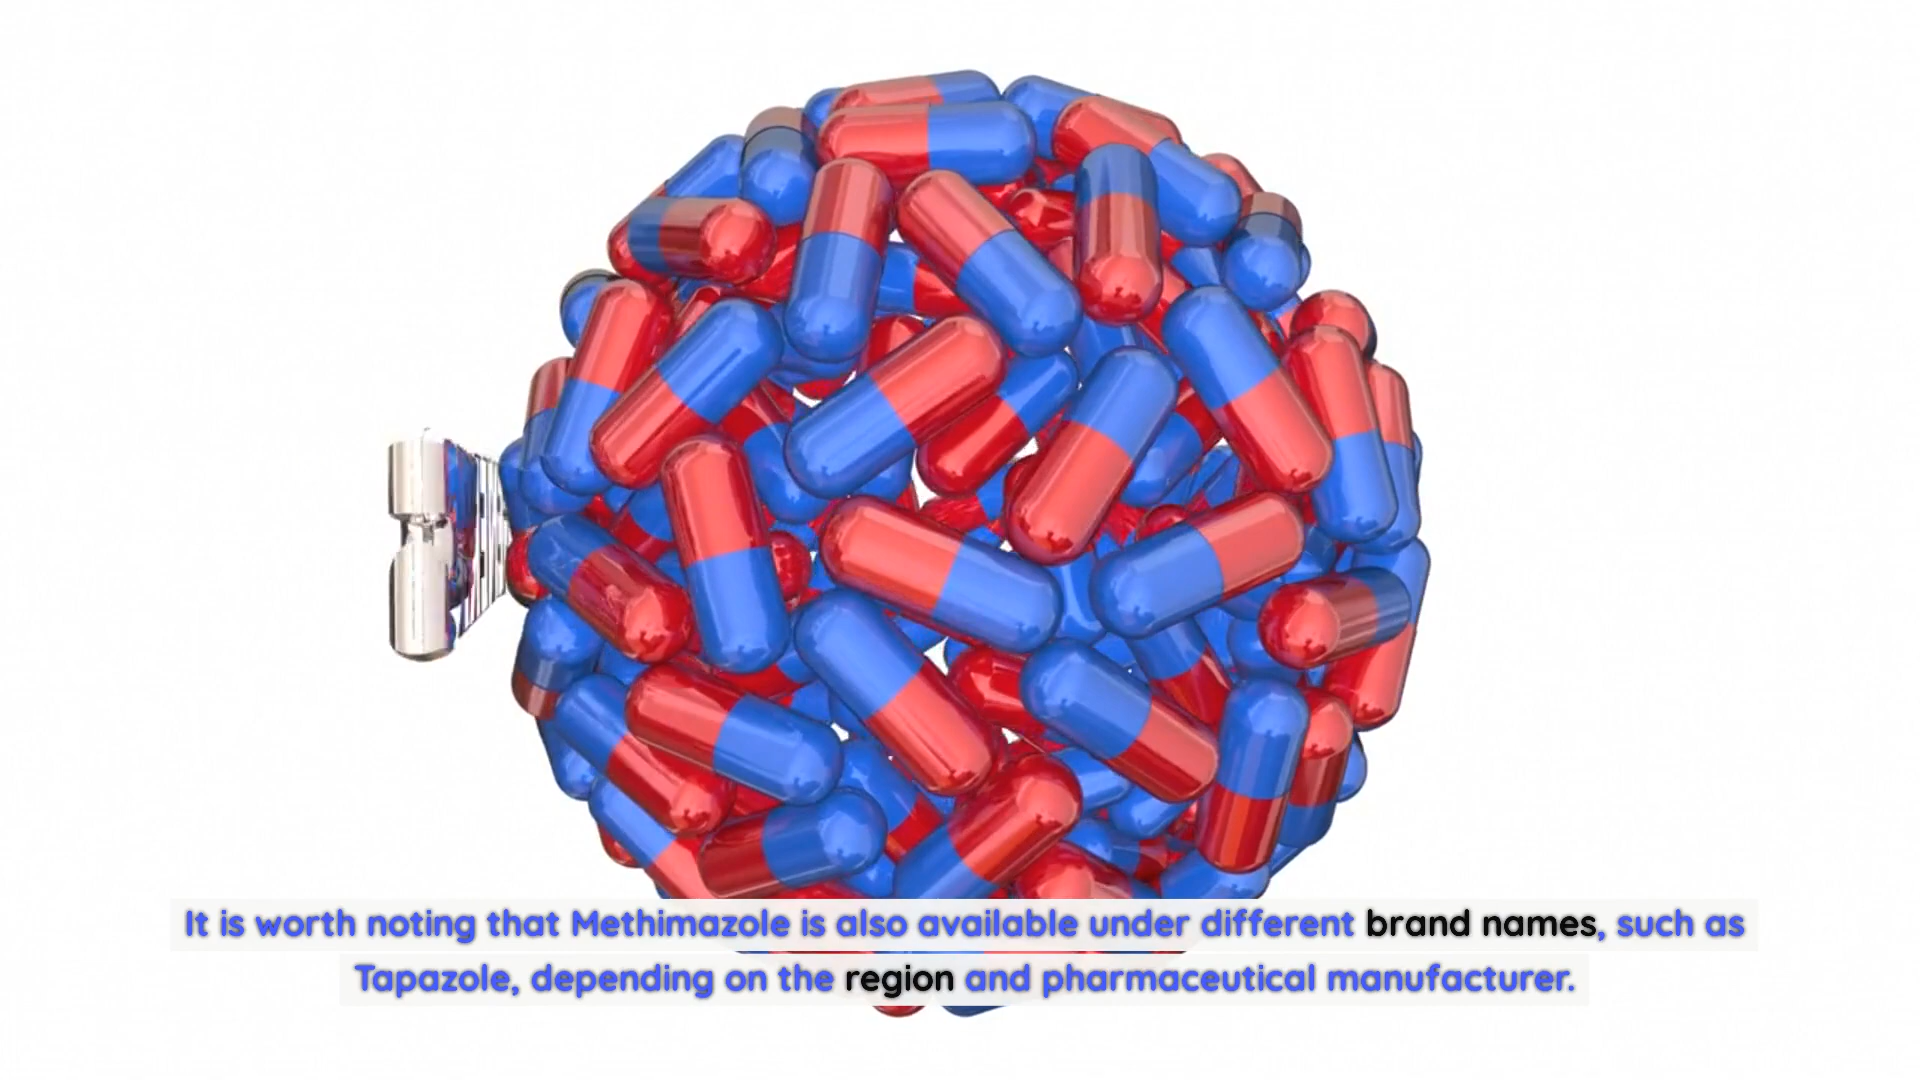 It is worth noting that Methimazole is also available under different brand names, such as
Tapazole, depending on the region and pharmaceutical manufacturer.